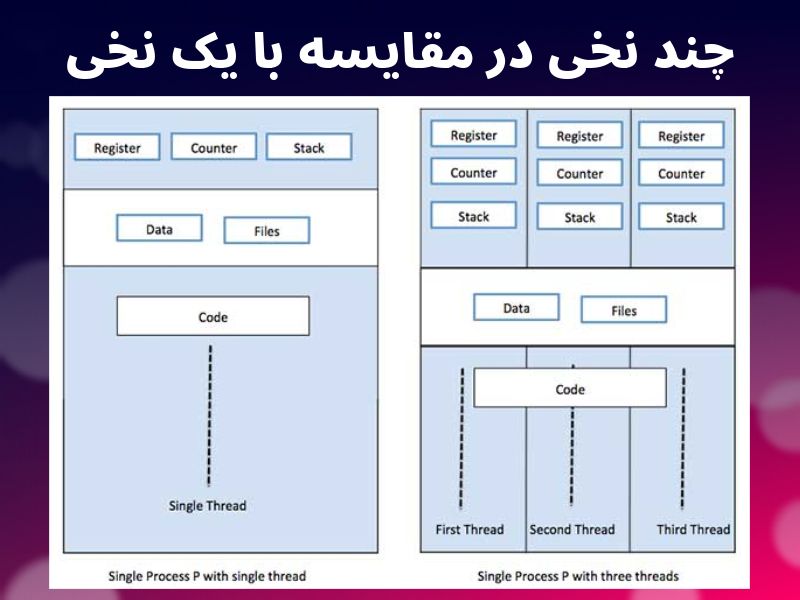 چند نخی در مقایسه با یک نخی
Register Counter Stack
Data Files
Code
Single Thread
Single Process P with single thread
Register Register Register
Counter Counter Counter
Stack Stack Stack
Data Files
Code
First Thread Second Thread Third Thread
Single Process P with three threads